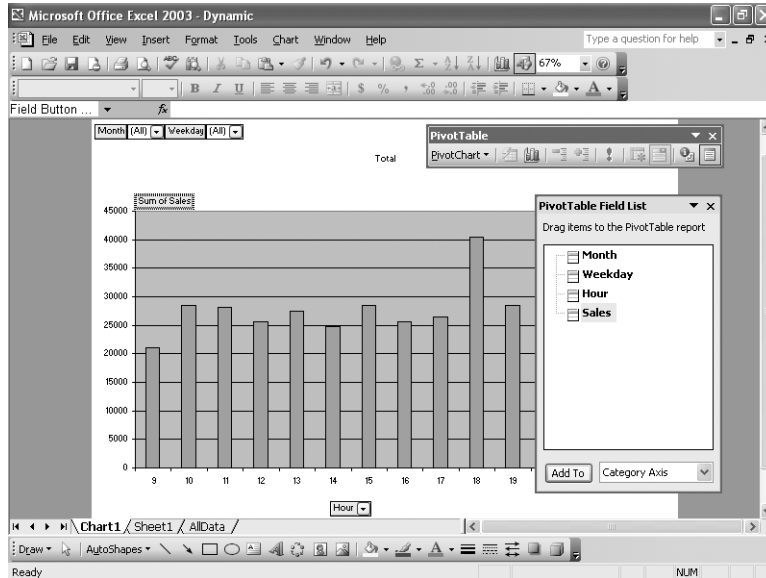 Microsoft Office Excel 2003 - Dynamic
File Edit View Insert Format Tools Chart Window Help
Type a question for help
67%
B I U $ % ,
Field Button ... fx
Month (All) Weekday (All)
Total
PivotTable
PivotChart
Sum of Sales
45000
40000
35000
30000
25000
20000
15000
10000
5000
0
9 10 11 12 13 14 15 16 17 18 19
Hour
PivotTable Field List
Drag items to the PivotTable report
Month
Weekday
Hour
Sales
Add To Category Axis
Chart1 / Sheet1 / AllData /
Draw AutoShapes
Ready NUM